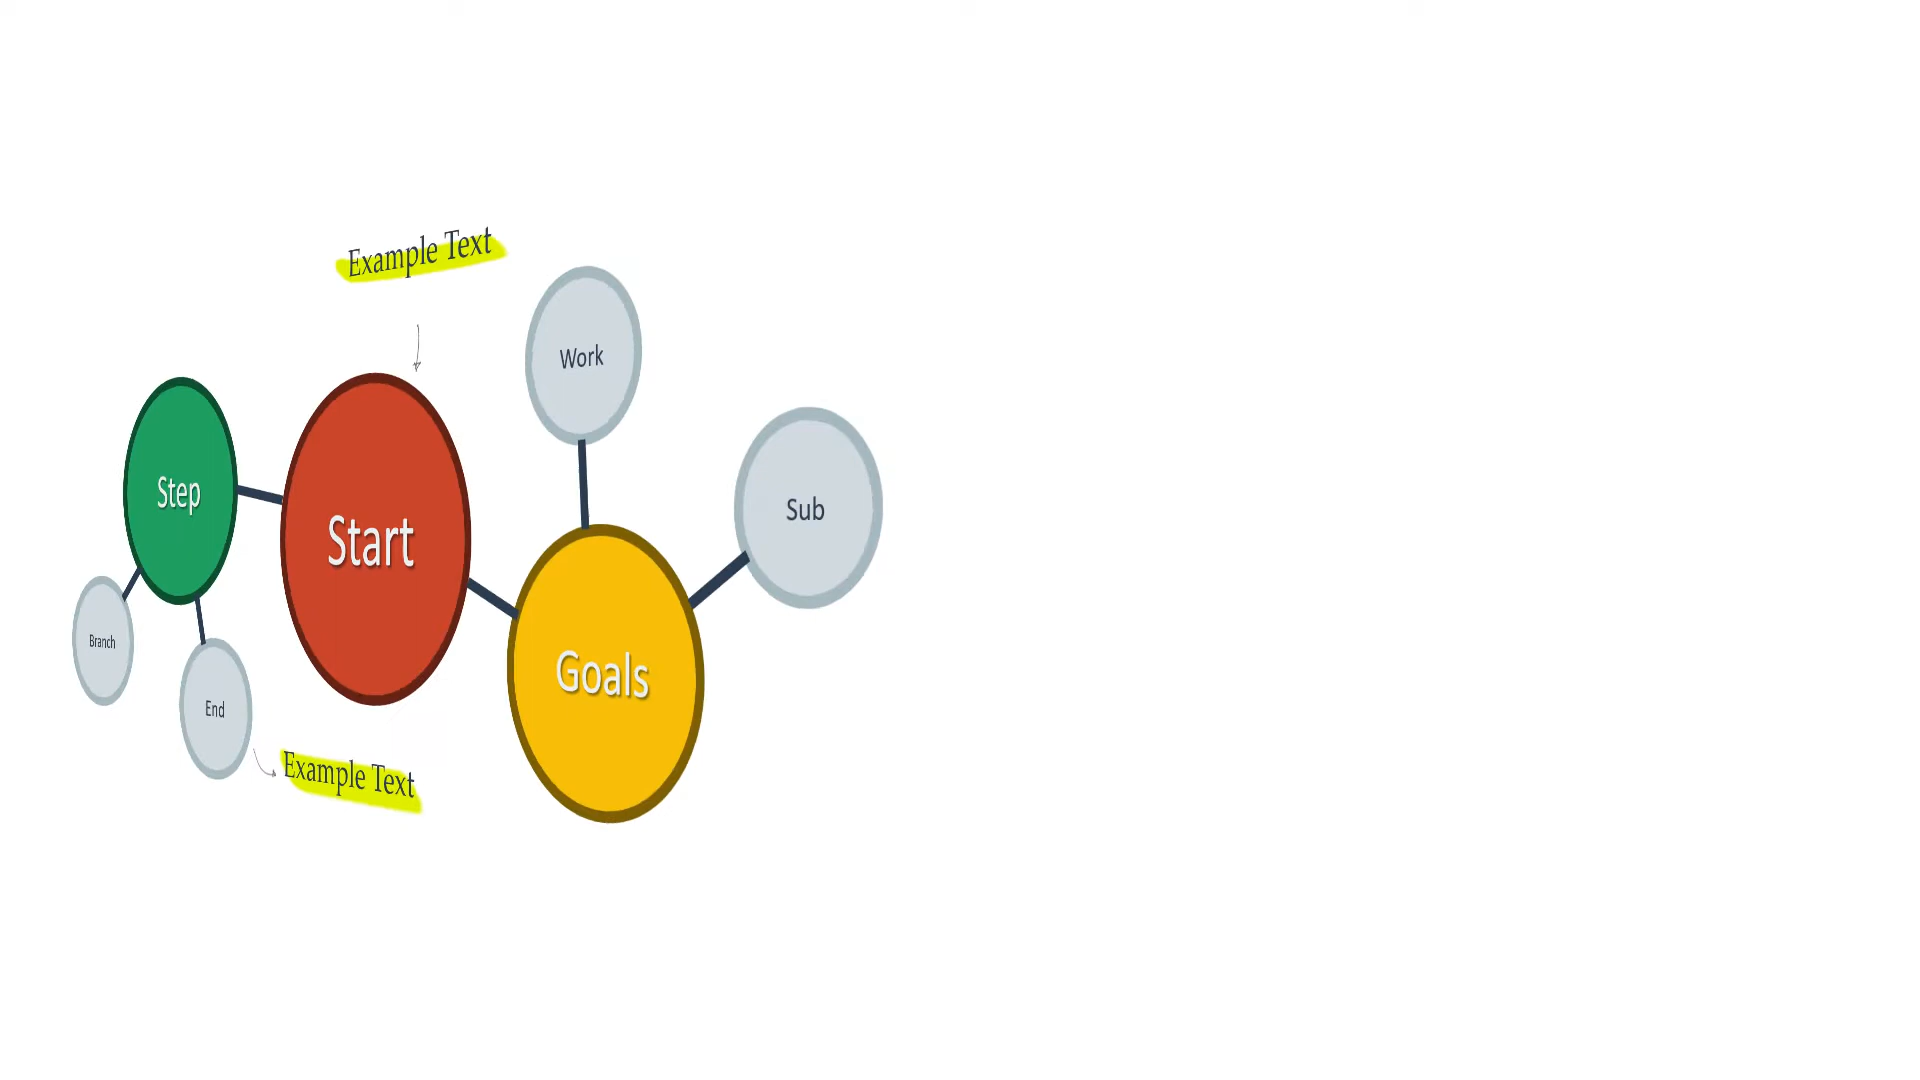 Example Text
Work
Step
Sub
Start
Goals
Branch
End
Example Text